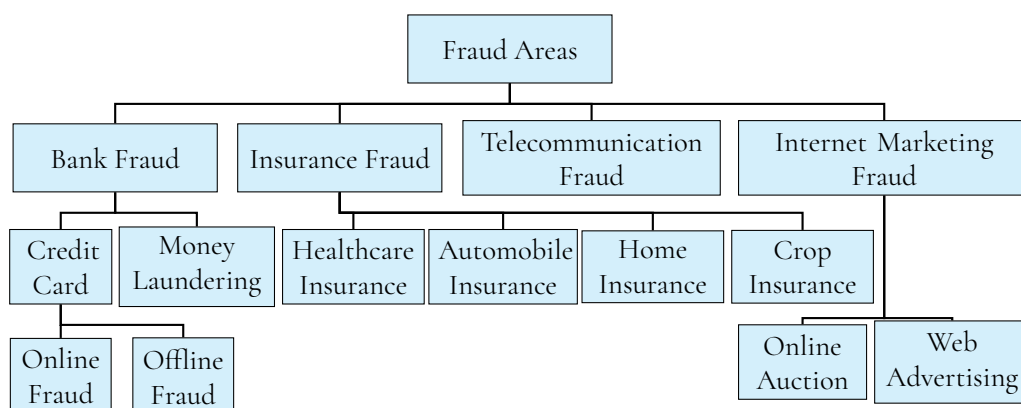 Fraud Areas
Bank Fraud
Insurance Fraud
Telecommunication
Fraud
Internet Marketing
Fraud
Credit
Card
Money
Laundering
Healthcare
Insurance
Automobile
Insurance
Home
Insurance
Crop
Insurance
Online
Fraud
Offline
Fraud
Online
Auction
Web
Advertising